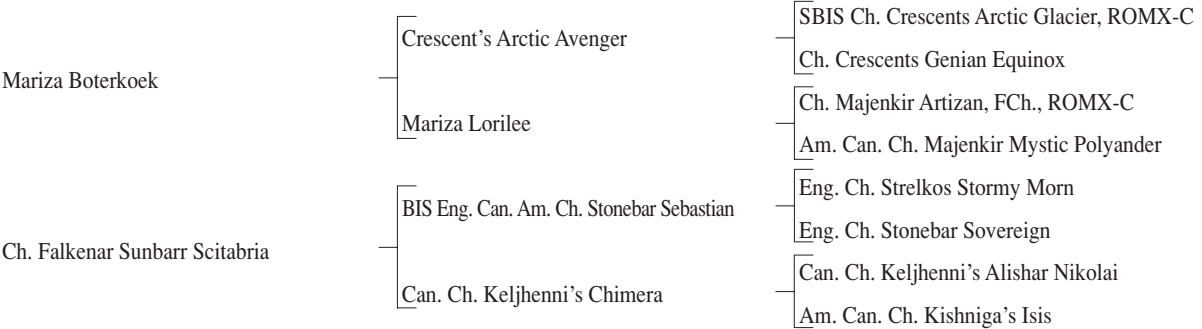 SBIS Ch. Crescents Arctic Glacier, ROMX-C
Crescent’s Arctic Avenger
Ch. Crescents Genian Equinox
Mariza Boterkoek
Ch. Majenkir Artizan, FCh., ROMX-C
Mariza Lorilee
Am. Can. Ch. Majenkir Mystic Polyander
Eng. Ch. Strelkos Stormy Morn
BIS Eng. Can. Am. Ch. Stonebar Sebastian
Eng. Ch. Stonebar Sovereign
Ch. Falkenar Sunbarr Scitabria
Can. Ch. Keljhenni’s Alishar Nikolai
Can. Ch. Keljhenni’s Chimera
Am. Can. Ch. Kishniga’s Isis